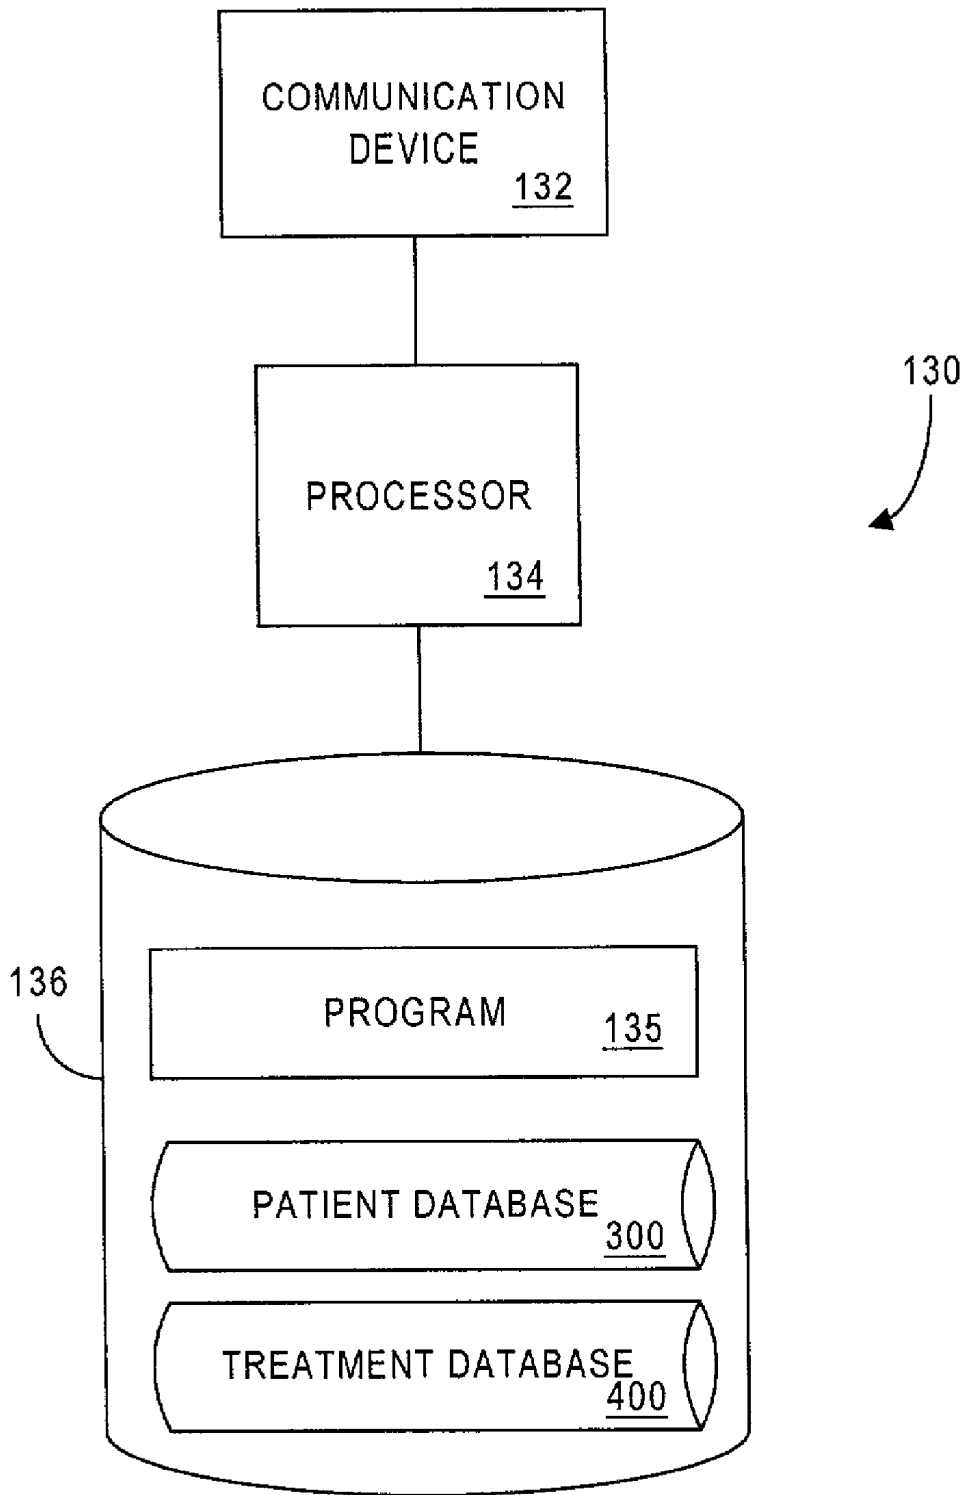 COMMUNICATION
DEVICE
132
130
PROCESSOR
134
136
PROGRAM
135
PATIENT DATABASE
300
TREATMENT DATABASE
400